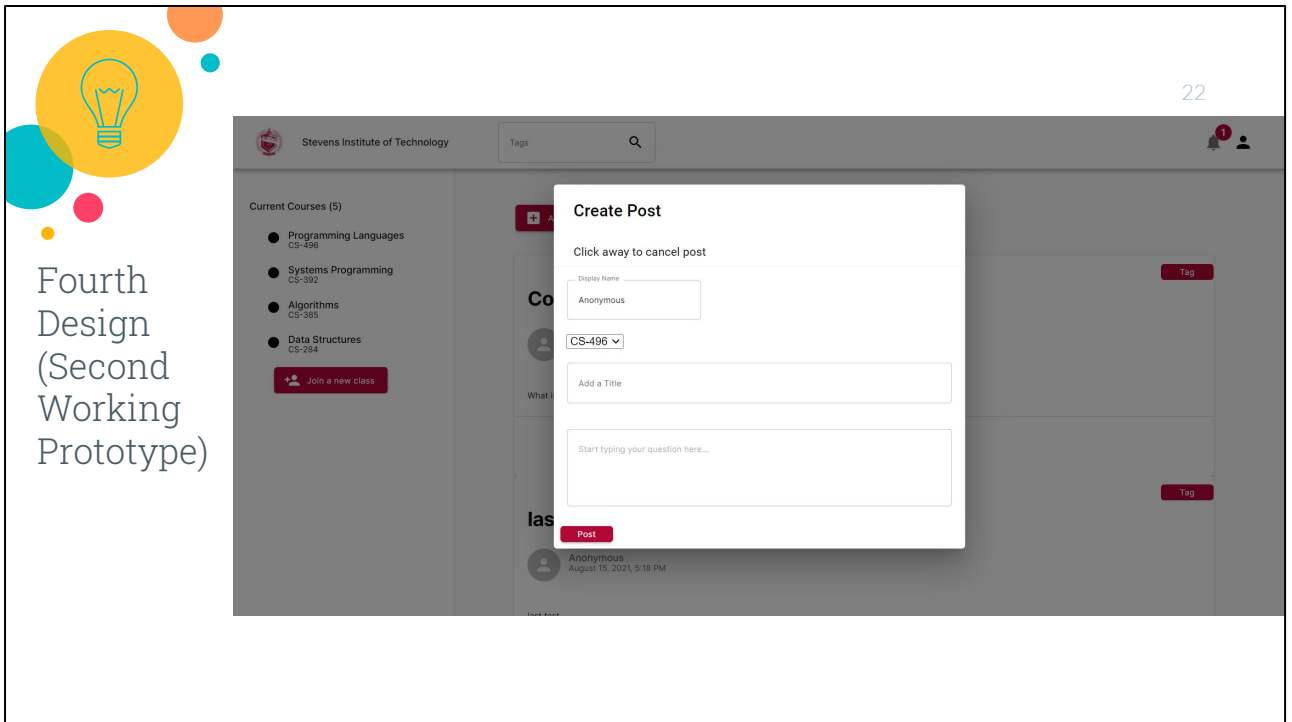 22
Fourth
Design
(Second
Working
Prototype)
Stevens Institute of Technology
Tags
1
Current Courses (5)
Programming Languages
CS-496
Systems Programming
CS-392
Algorithms
CS-385
Data Structures
CS-284
Join a new class
A
Create Post
Click away to cancel post
Display Name
Anonymous
CS-496
Add a Title
Start typing your question here...
Post
Tag
Co
What i
Tag
las
Anonymous
August 15, 2021, 5:18 PM
last test